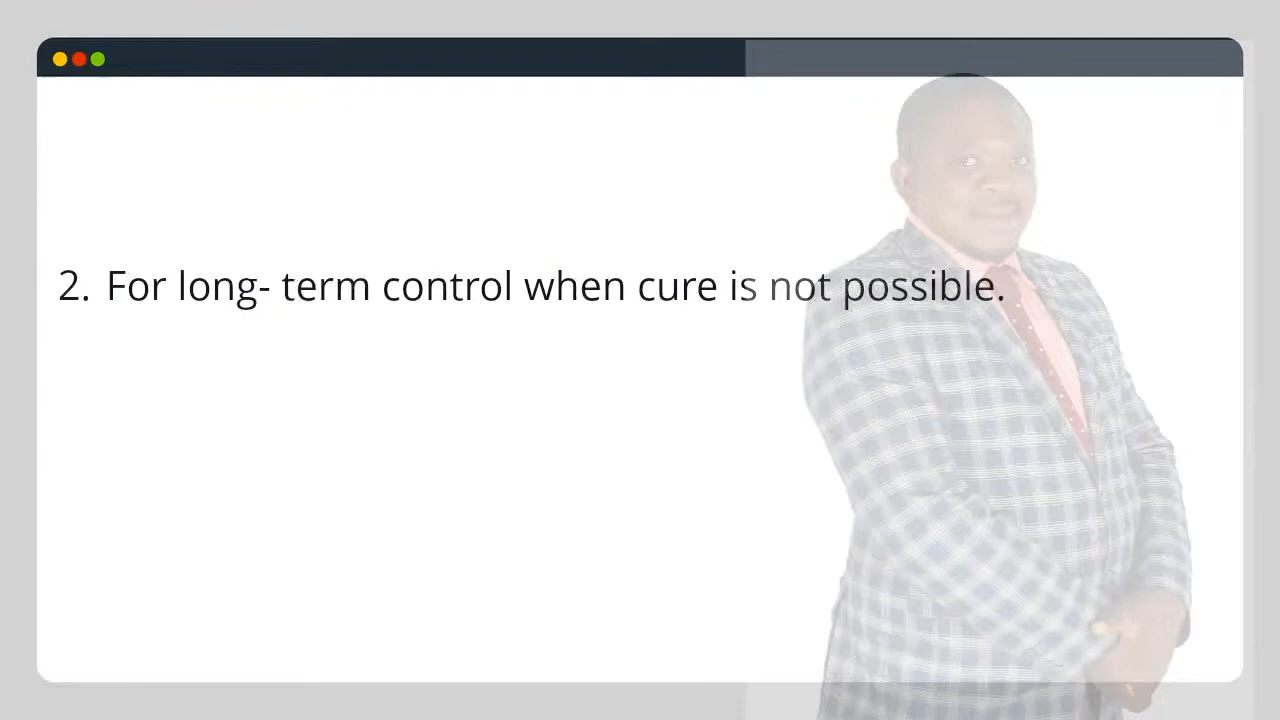 2. For long- term control when cure is not possible.